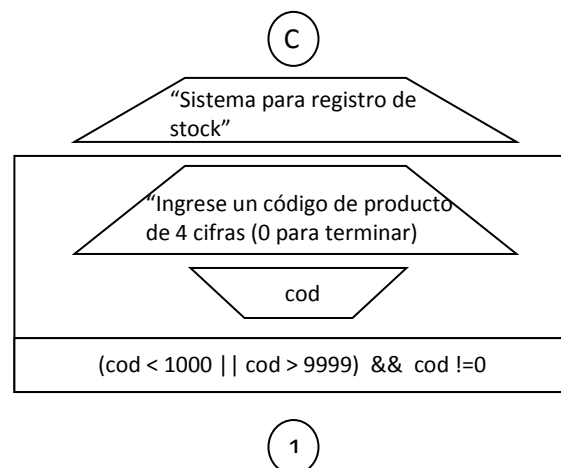 C
“Sistema para registro de
stock”
“Ingrese un código de producto
de 4 cifras (0 para terminar)
cod
(cod < 1000 || cod > 9999) && cod !=0
1